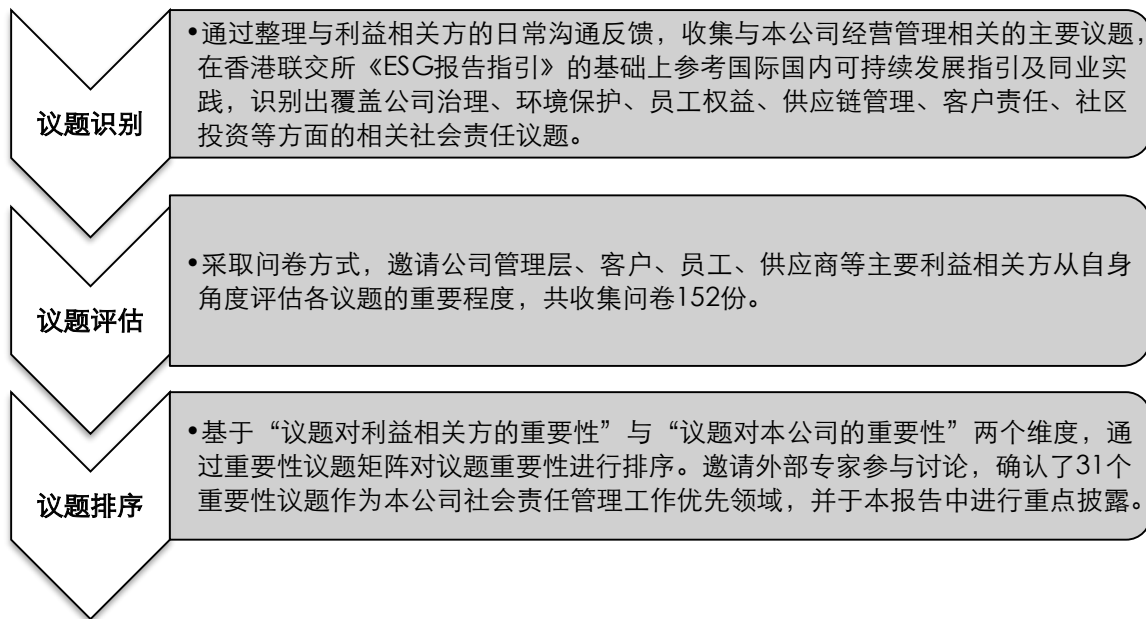 议题识别
•通过整理与利益相关方的日常沟通反馈，收集与本公司经营管理相关的主要议题，
在香港联交所《ESG报告指引》的基础上参考国际国内可持续发展指引及同业实
践，识别出覆盖公司治理、环境保护、员工权益、供应链管理、客户责任、社区
投资等方面的相关社会责任议题。
议题评估
•采取问卷方式，邀请公司管理层、客户、员工、供应商等主要利益相关方从自身
角度评估各议题的重要程度，共收集问卷152份。
议题排序
•基于“议题对利益相关方的重要性”与“议题对本公司的重要性”两个维度，通
过重要性议题矩阵对议题重要性进行排序。邀请外部专家参与讨论，确认了31个
重要性议题作为本公司社会责任管理工作优先领域，并于本报告中进行重点披露。